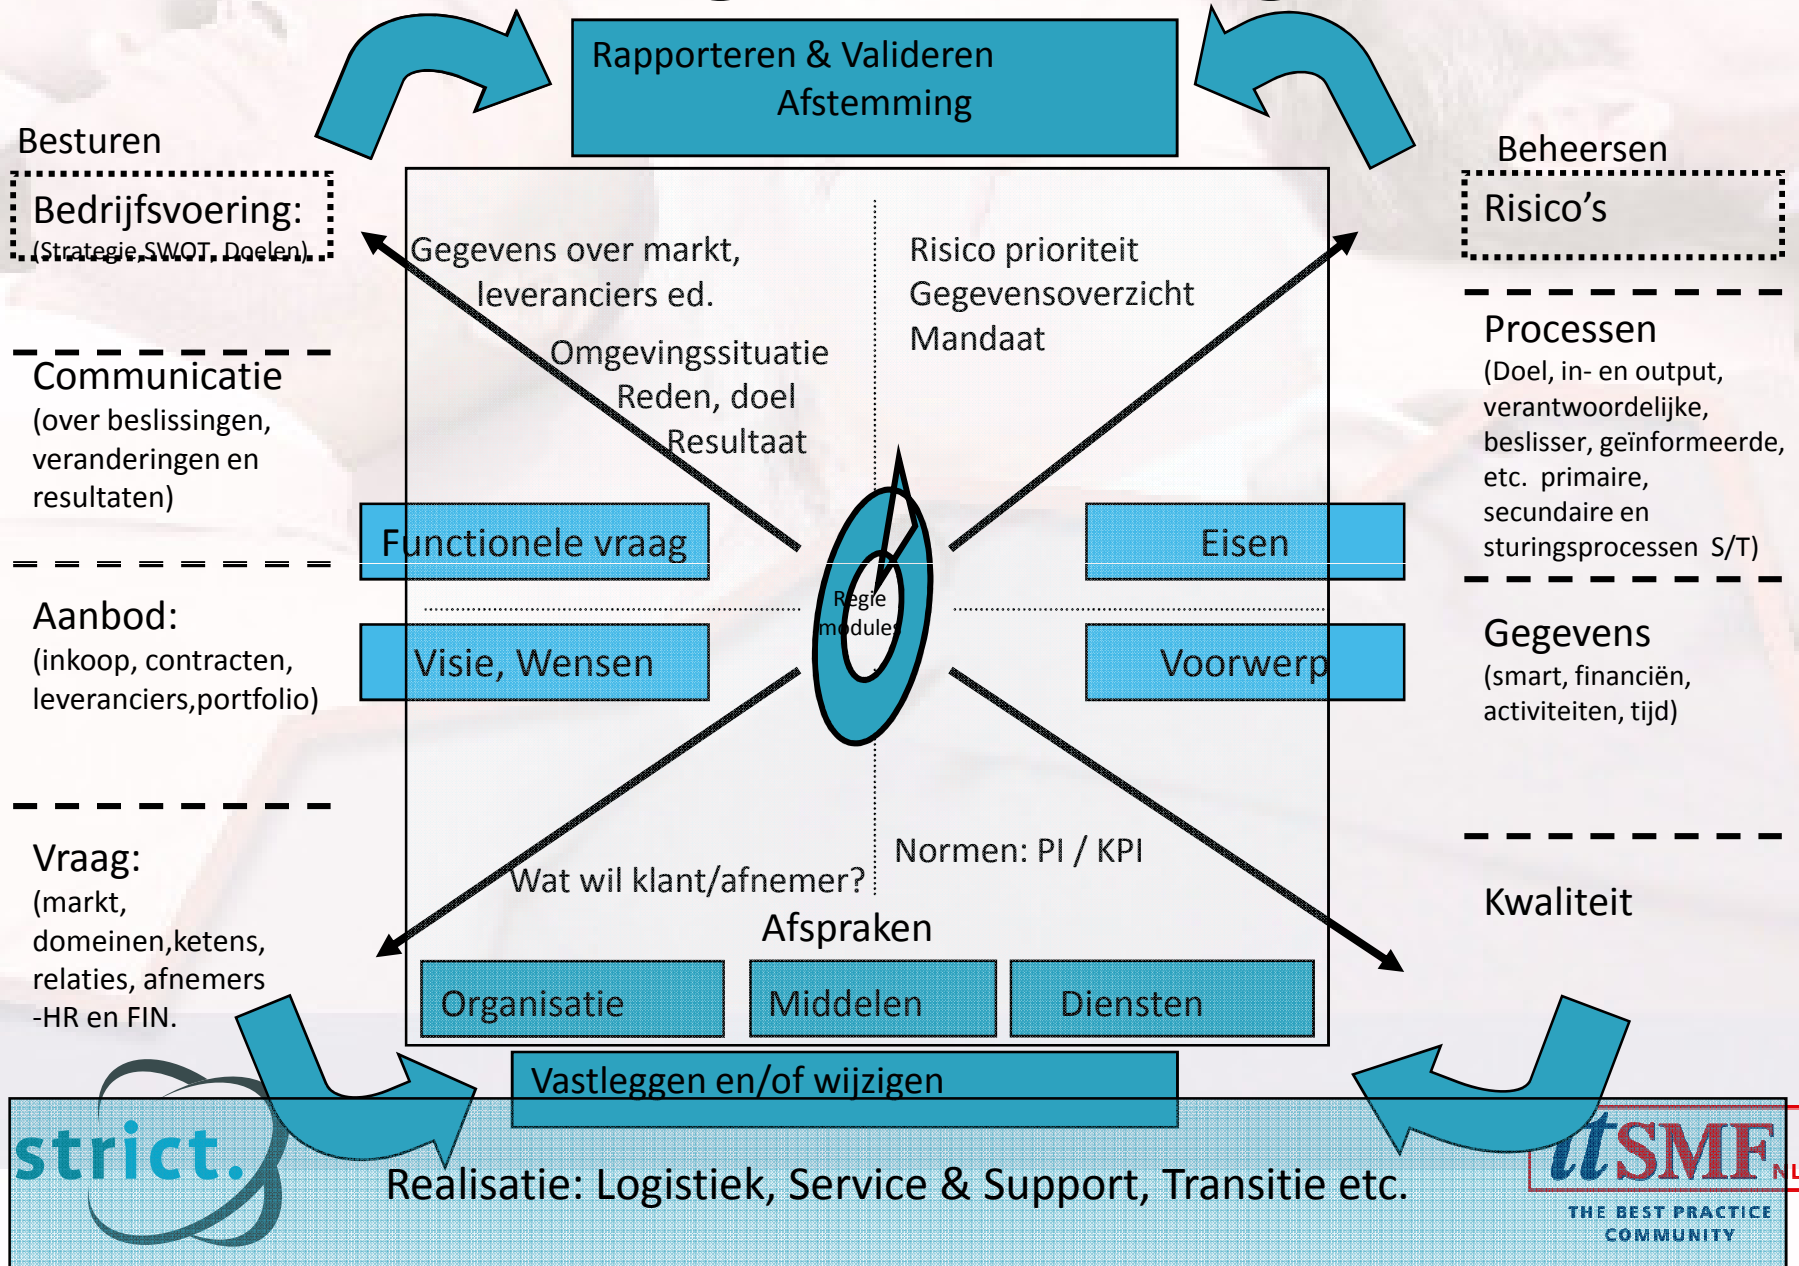 Rapporteren & Valideren
Afstemming
Besturen
Bedrijfsvoering:
(Strategie SWOT, Doelen)
Communicatie
(over beslissingen,
veranderingen en
resultaten)
Aanbod:
(inkoop, contracten,
leveranciers,portfolio)
Vraag:
(markt,
domeinen,ketens,
relaties, afnemers
-HR en FIN.
Gegevens over markt,
leveranciers ed.
Omgevingssituatie
Reden, doel
Resultaat
Risico prioriteit
Gegevensoverzicht
Mandaat
Functionele vraag
Eisen
Regie
modules
Visie, Wensen
Voorwerp
Wat wil klant/afnemer?
Normen: PI / KPI
Afspraken
Organisatie
Middelen
Diensten
Beheersen
Risico’s
Processen
(Doel, in- en output,
verantwoordelijke,
beslisser, geïnformeerde,
etc. primaire,
secundaire en
sturingsprocessen S/T)
Gegevens
(smart, financiën,
activiteiten, tijd)
Kwaliteit
Vastleggen en/of wijzigen
strict.
Realisatie: Logistiek, Service & Support, Transitie etc.
itSMF NL
THE BEST PRACTICE
COMMUNITY